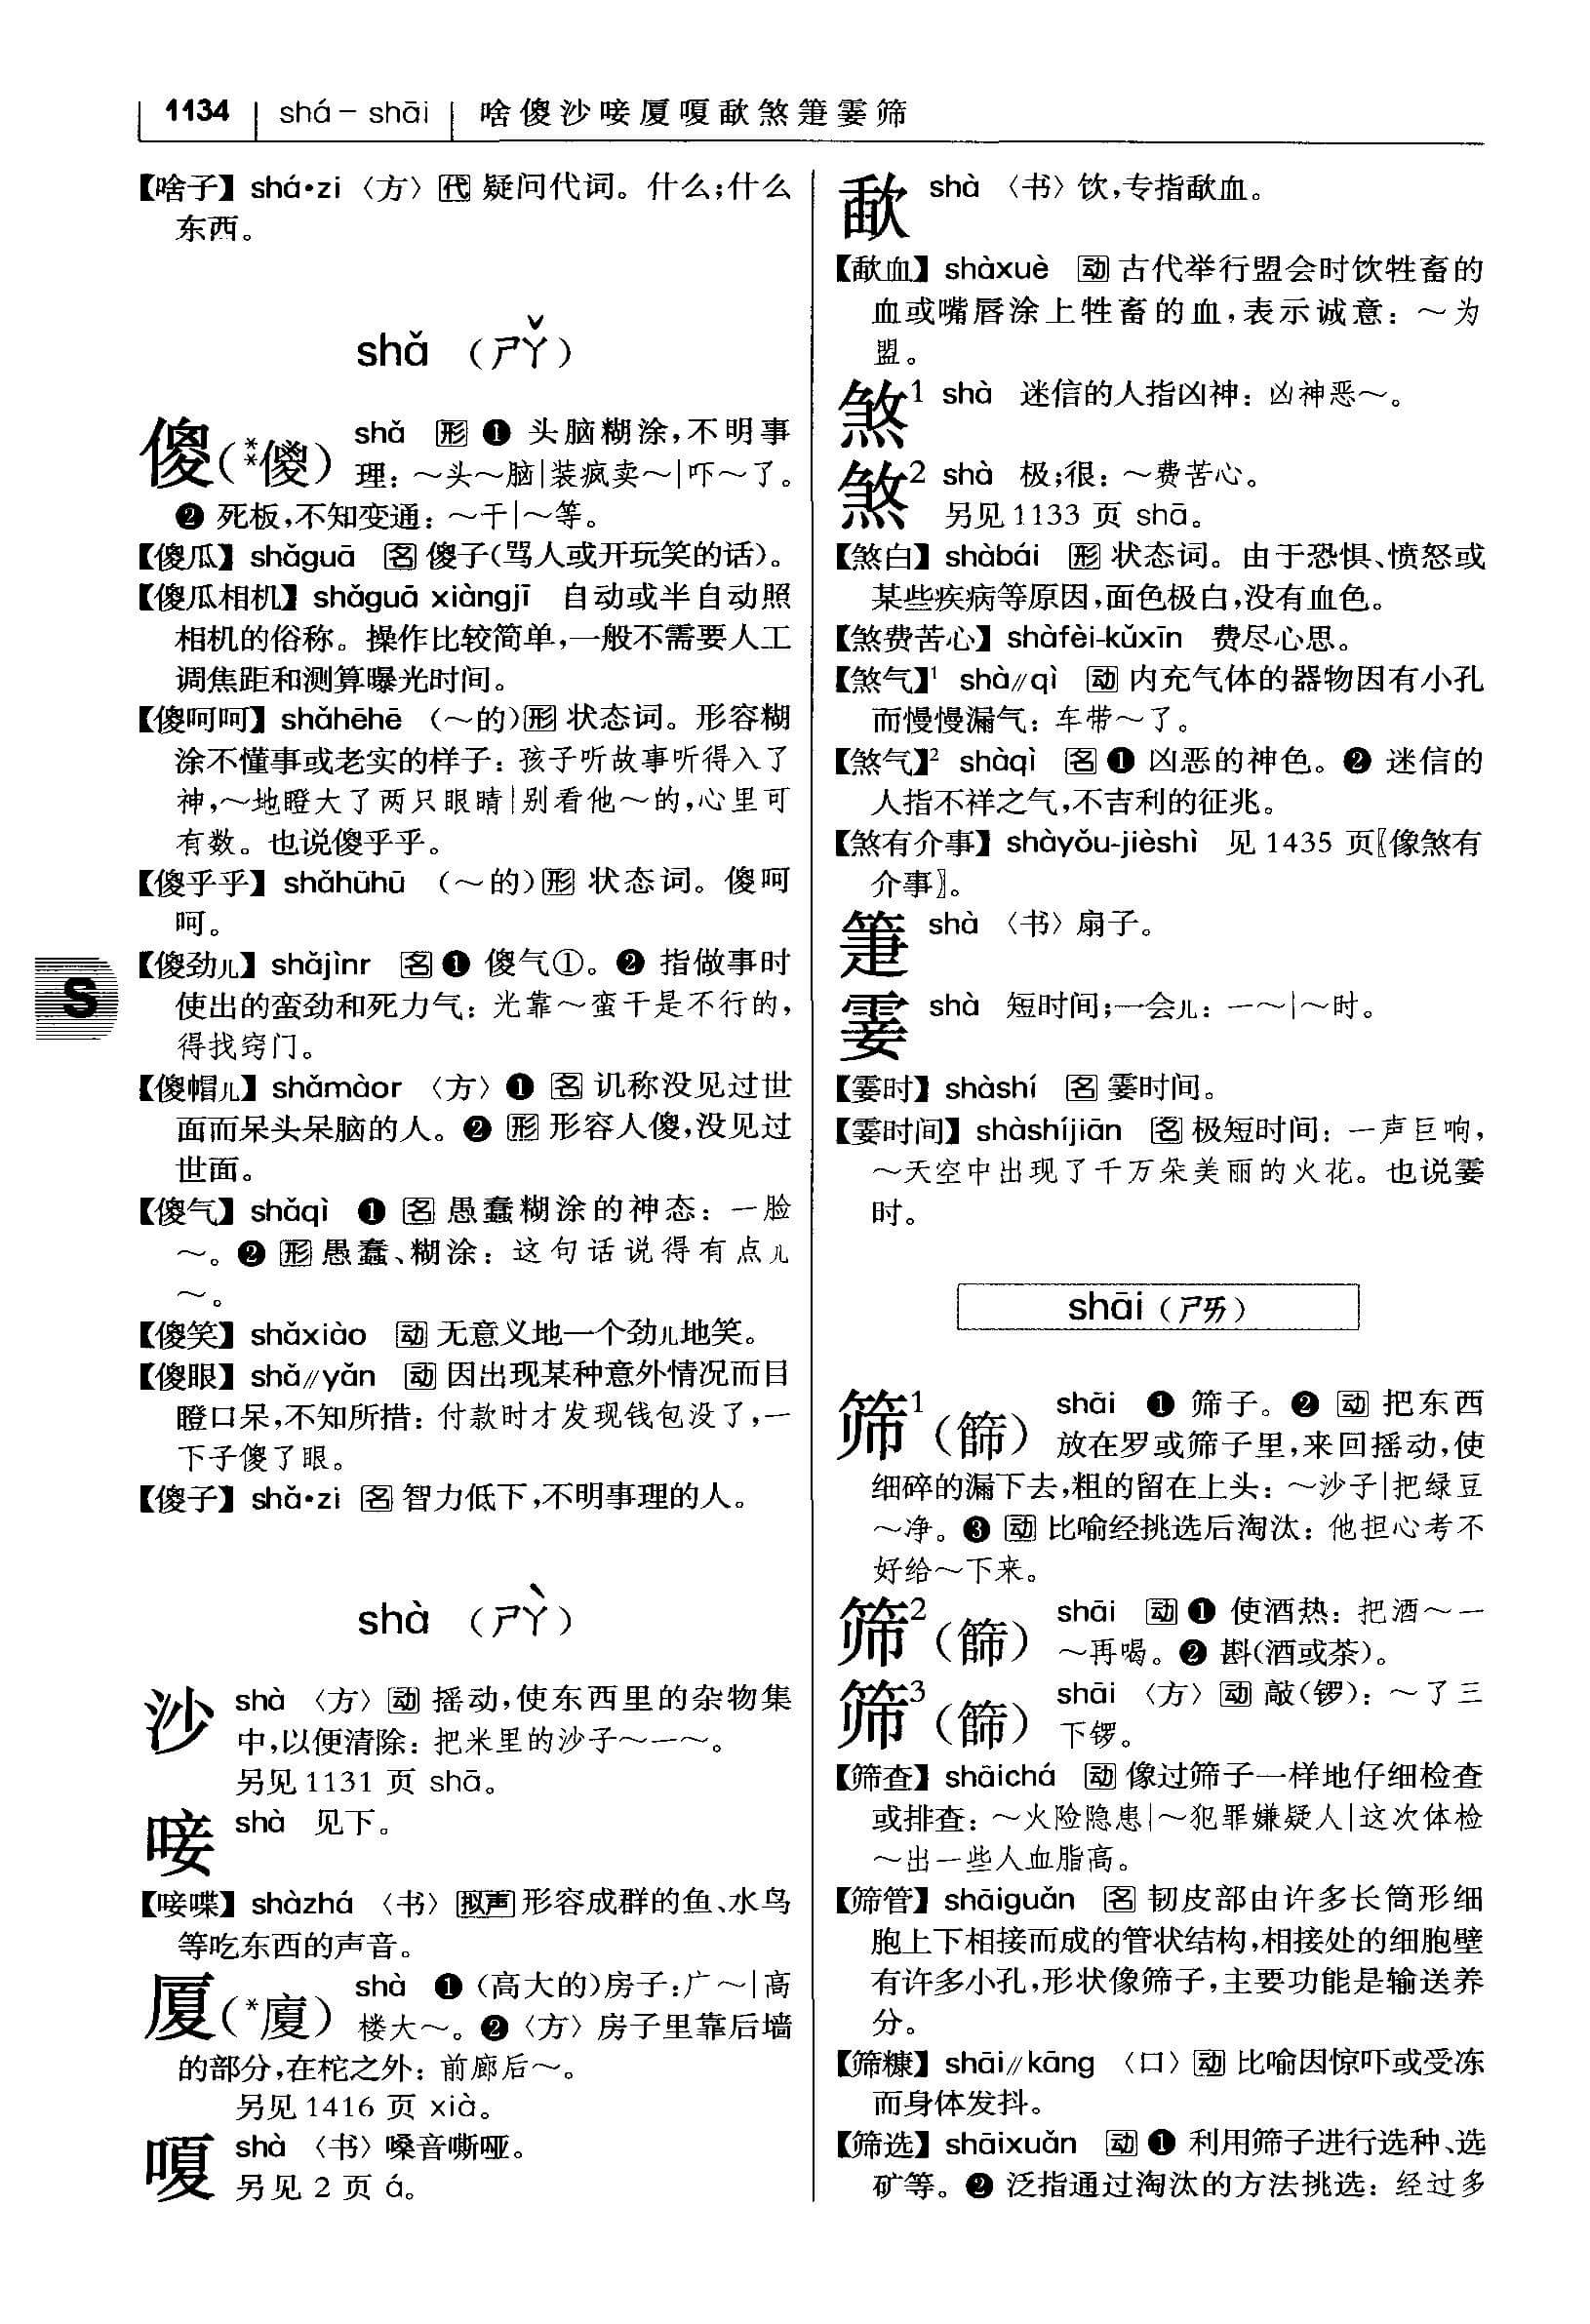 1134 shá－shāi 啥傻沙唼厦嗄歃煞箑霎筛
【啥子】 shá•zi 〈方〉 代 疑问代词。什么；什么
东西。
shǎ （ㄕㄚˇ）
傻（**儍） shǎ 形 ❶ 头脑糊涂，不明事
理：～头～脑|装疯卖～|吓～了。
❷ 死板，不知变通：～干|～等。
【傻瓜】 shǎguā 名 傻子（骂人或开玩笑的话）。
【傻瓜相机】 shǎguā xiàngjī 自动或半自动照
相机的俗称。操作比较简单，一般不需要人工
调焦距和测算曝光时间。
【傻呵呵】 shǎhēhē （～的）形 状态词。形容糊
涂不懂事或老实的样子：孩子听故事听得入了
神，～地瞪大了两只眼睛|别看他～的，心里可
有数。也说傻乎乎。
【傻乎乎】 shǎhūhū （～的）形 状态词。傻呵
呵。
【傻劲儿】 shǎjìnr 名 ❶ 傻气①。❷ 指做事时
使出的蛮劲和死力气：光靠～蛮干是不行的，
得找窍门。
【傻帽儿】 shǎmàor 〈方〉 ❶ 名 讥称没见过世
面而呆头呆脑的人。❷ 形 形容人傻，没见过
世面。
【傻气】 shǎqì ❶ 名 愚蠢糊涂的神态：一脸
～。❷ 形 愚蠢、糊涂：这句话说得有点儿
～。
【傻笑】 shǎxiào 动 无意义地一个劲儿地笑。
【傻眼】 shǎ//yǎn 动 因出现某种意外情况而目
瞪口呆，不知所措：付款时才发现钱包没了，一
下子傻了眼。
【傻子】 shǎ•zi 名 智力低下，不明事理的人。
shà （ㄕㄚˋ）
沙 shà 〈方〉 动 摇动，使东西里的杂物集
中，以便清除：把米里的沙子～一～。
另见 1131 页 shā。
唼 shà 见下。
【唼喋】 shàzhá 〈书〉 拟声 形容成群的鱼、水鸟
等吃东西的声音。
厦（*廈） shà ❶（高大的）房子：广～|高
楼大～。❷〈方〉房子里靠后墙
的部分，在柁之外：前廊后～。
另见 1416 页 xià。
嗄 shà 〈书〉嗓音嘶哑。
另见 2 页 á。
歃 shà 〈书〉饮，专指歃血。
【歃血】 shàxuè 动 古代举行盟会时饮牲畜的
血或嘴唇涂上牲畜的血，表示诚意：～为
盟。
煞¹ shà 迷信的人指凶神：凶神恶～。
煞² shà 极；很：～费苦心。
另见 1133 页 shā。
【煞白】 shàbái 形 状态词。由于恐惧、愤怒或
某些疾病等原因，面色极白，没有血色。
【煞费苦心】 shàfèi-kǔxīn 费尽心思。
【煞气】¹ shà//qì 动 内充气体的器物因有小孔
而慢慢漏气：车带～了。
【煞气】² shàqì 名 ❶ 凶恶的神色。❷ 迷信的
人指不祥之气，不吉利的征兆。
【煞有介事】 shàyǒu-jièshì 见 1435 页〖像煞有
介事〗。
箑 shà 〈书〉扇子。
霎 shà 短时间；一会儿：一～|～时。
【霎时】 shàshí 名 霎时间。
【霎时间】 shàshíjiān 名 极短时间：一声巨响，
～天空中出现了千万朵美丽的火花。也说霎
时。
shāi（ㄕㄞ）
筛¹（篩） shāi ❶ 筛子。❷ 动 把东西
放在罗或筛子里，来回摇动，使
细碎的漏下去，粗的留在上头：～沙子|把绿豆
～净。❸ 动 比喻经挑选后淘汰：他担心考不
好给～下来。
筛²（篩） shāi 动 ❶ 使酒热：把酒～一
～再喝。❷ 斟（酒或茶）。
筛³（篩） shāi 〈方〉 动 敲（锣）：～了三
下锣。
【筛查】 shāichá 动 像过筛子一样地仔细检查
或排查：～火险隐患|～犯罪嫌疑人|这次体检
～出一些人血脂高。
【筛管】 shāiguǎn 名 韧皮部由许多长筒形细
胞上下相接而成的管状结构，相接处的细胞壁
有许多小孔，形状像筛子，主要功能是输送养
分。
【筛糠】 shāi//kāng 〈口〉 动 比喻因惊吓或受冻
而身体发抖。
【筛选】 shāixuǎn 动 ❶ 利用筛子进行选种、选
矿等。❷ 泛指通过淘汰的方法挑选：经过多
S